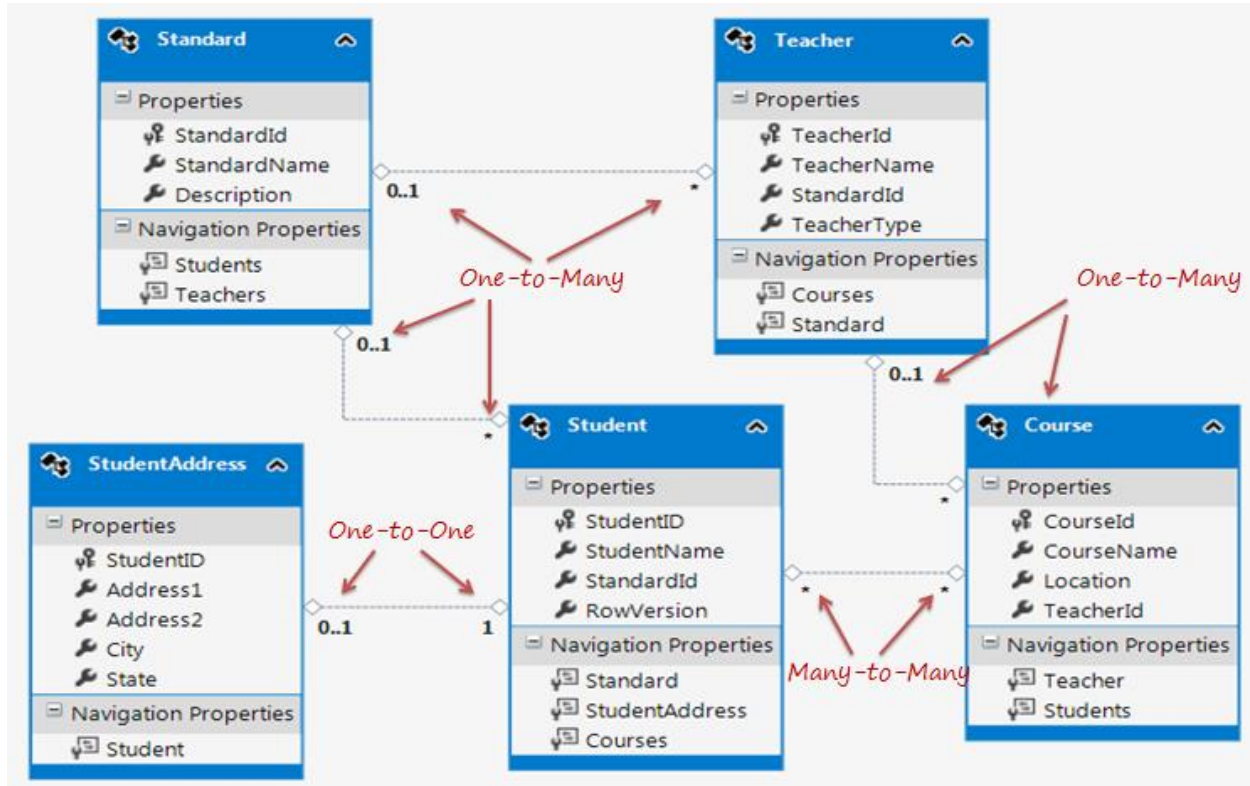 Standard
Properties
StandardId
StandardName
Description
Navigation Properties
Students
Teachers
Teacher
Properties
TeacherId
TeacherName
StandardId
TeacherType
Navigation Properties
Courses
Standard
0..1
*
One-to-Many
0..1
*
One-to-Many
0..1
*
StudentAddress
Properties
StudentID
Address1
Address2
City
State
Navigation Properties
Student
One-to-One
0..1
1
Student
Properties
StudentID
StudentName
StandardId
RowVersion
Navigation Properties
Standard
StudentAddress
Courses
*
*
Many-to-Many
Course
Properties
CourseId
CourseName
Location
TeacherId
Navigation Properties
Teacher
Students